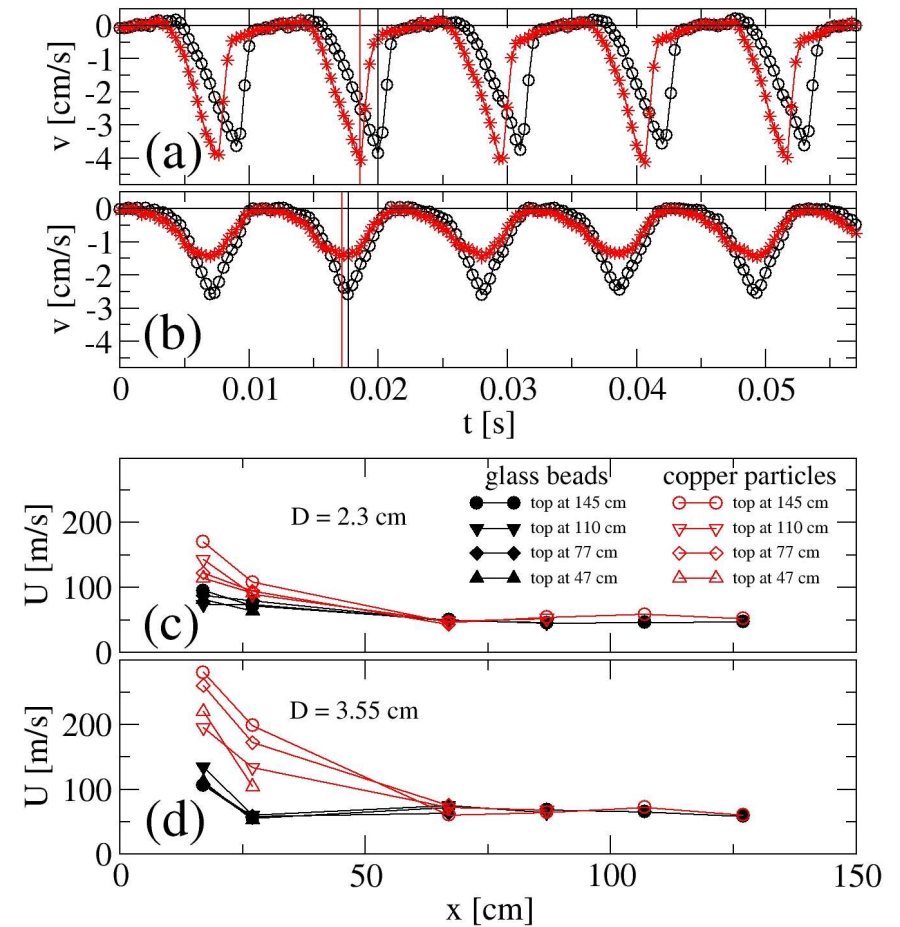 0
-1
-2
-3
-4
v [cm/s]
(a)
0
-1
-2
-3
-4
v [cm/s]
(b)
0 0.01 0.02 0.03 0.04 0.05
t [s]
glass beads copper particles
top at 145 cm top at 145 cm
top at 110 cm top at 110 cm
top at 77 cm top at 77 cm
top at 47 cm top at 47 cm
D = 2.3 cm
200
100
0
U [m/s]
(c)
D = 3.55 cm
200
100
0
U [m/s]
(d)
0 50 100 150
x [cm]